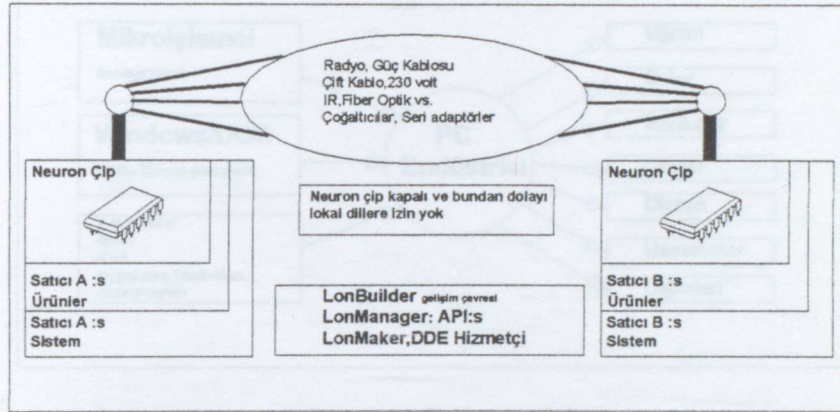 Radyo, Güç Kablosu
Çift Kablo,230 volt
IR,Fiber Optik vs.
Çoğaltıcılar, Seri adaptörler
Neuron Çip
Neuron Çip
Neuron çip kapalı ve bundan dolayı
lokal dillere izin yok
Satıcı A :s
Ürünler
Satıcı A :s
Sistem
LonBuilder gelişim çevresi
LonManager: API:s
LonMaker,DDE Hizmetçi
Satıcı B :s
Ürünler
Satıcı B :s
Sistem